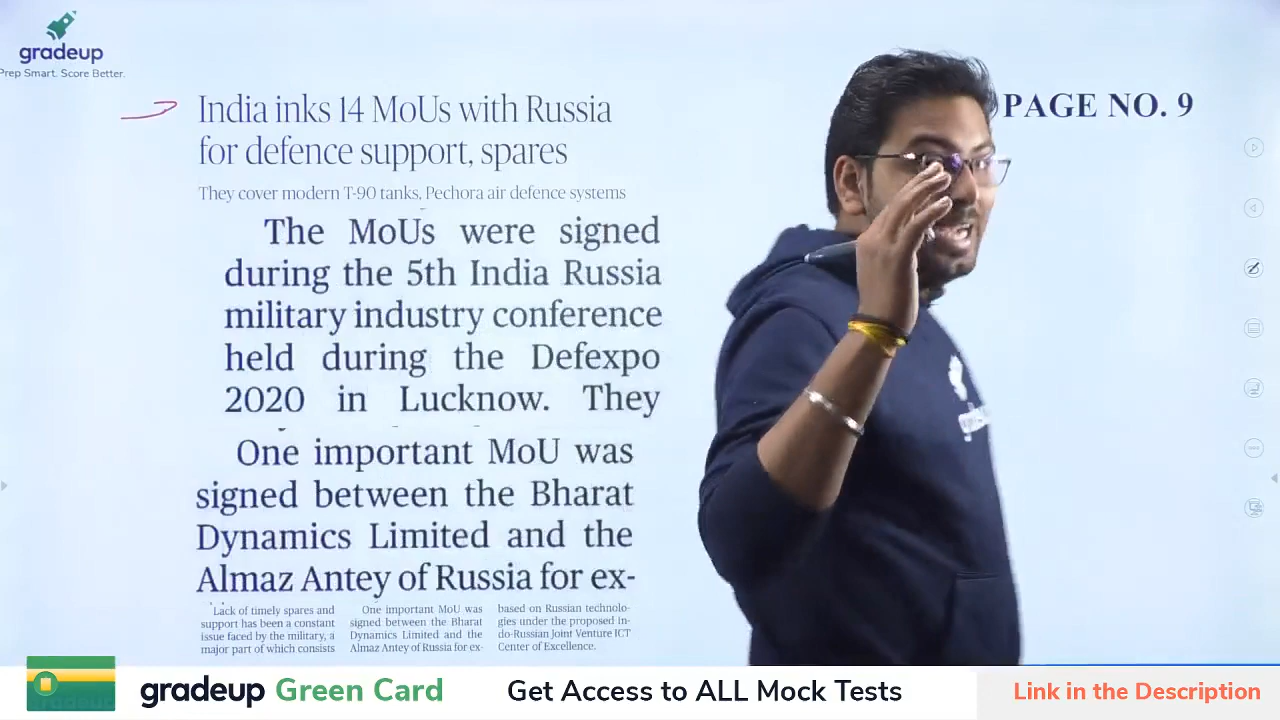 gradeup
Prep Smart. Score Better.
India inks 14 MoUs with Russia
for defence support, spares
They cover modern T-90 tanks, Pechora air defence systems
PAGE NO. 9
The MoUs were signed
during the 5th India Russia
military industry conference
held during the Defexpo
2020 in Lucknow. They
One important MoU was
signed between the Bharat
Dynamics Limited and the
Almaz Antey of Russia for ex-
Lack of timely spares and
support has been a constant
issue faced by the military, a
major part of which consists
One important MoU was
signed between the Bharat
Dynamics Limited and the
Almaz Antey of Russia for ex-
based on Russian technolo-
gies under the proposed in-
do-Russian Joint Venture ICT
Center of Excellence.
gradeup Green Card
Get Access to ALL Mock Tests
Link in the Description